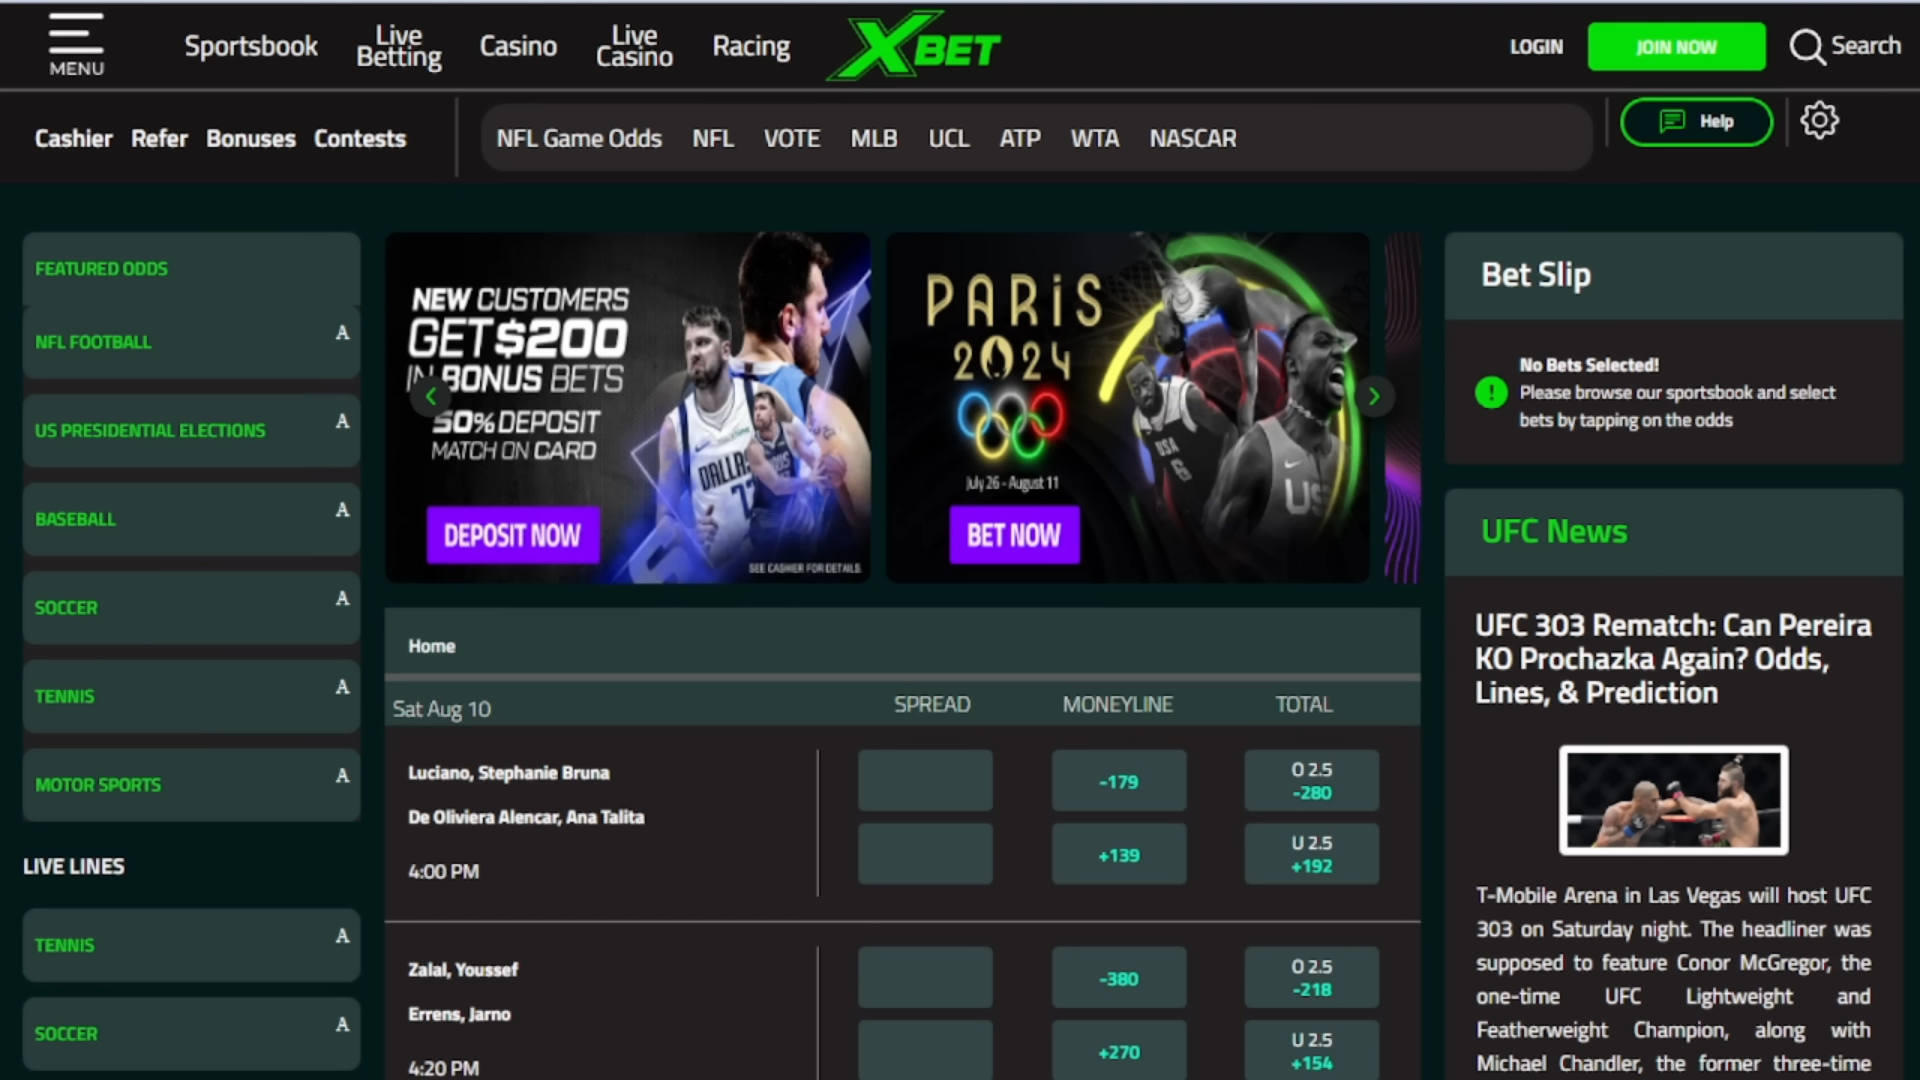 MENU
Sportsbook
Live Betting
Casino
Live Casino
Racing
XBET
LOGIN
JOIN NOW
Search
Cashier Refer Bonuses Contests
NFL Game Odds NFL VOTE MLB UCL ATP WTA NASCAR
Help
FEATURED ODDS
NFL FOOTBALL A
US PRESIDENTIAL ELECTIONS A
BASEBALL A
SOCCER A
TENNIS A
MOTOR SPORTS A
LIVE LINES
TENNIS A
SOCCER A
NEW CUSTOMERS
GET $200
IN BONUS BETS
50% DEPOSIT
MATCH ON CARD
DEPOSIT NOW
SEE CASHIER FOR DETAILS.
DALLAS
PARiS
2024
July 26 - August 11
BET NOW
USA
US
Home
Sat Aug 10 SPREAD MONEYLINE TOTAL
Luciano, Stephanie Bruna
De Oliviera Alencar, Ana Talita
4:00 PM
-179
+139
O 2.5
-280
U 2.5
+192
Zalal, Youssef
Errens, Jarno
4:20 PM
-380
+270
O 2.5
-218
U 2.5
+154
Bet Slip
No Bets Selected!
Please browse our sportsbook and select
bets by tapping on the odds
UFC News
UFC 303 Rematch: Can Pereira
KO Prochazka Again? Odds,
Lines, & Prediction
T-Mobile Arena in Las Vegas will host UFC
303 on Saturday night. The headliner was
supposed to feature Conor McGregor, the
one-time UFC Lightweight and
Featherweight Champion, along with
Michael Chandler, the former three-time